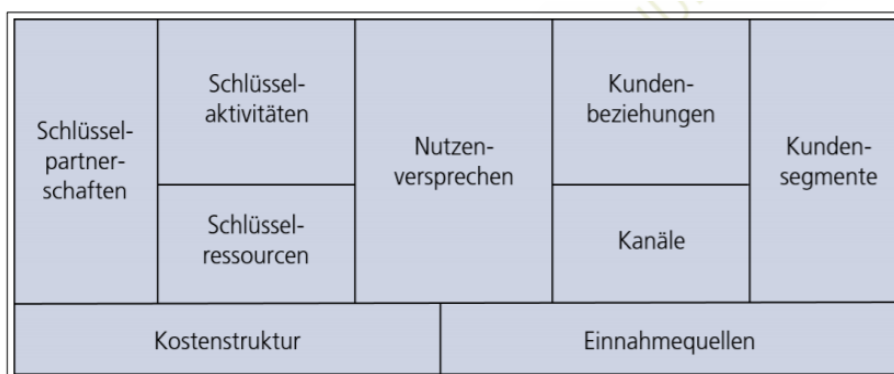 Schlüssel-
partner-
schaften
Schlüssel-
aktivitäten
Schlüssel-
ressourcen
Nutzen-
versprechen
Kunden-
beziehungen
Kanäle
Kunden-
segmente
Kostenstruktur
Einnahmequellen